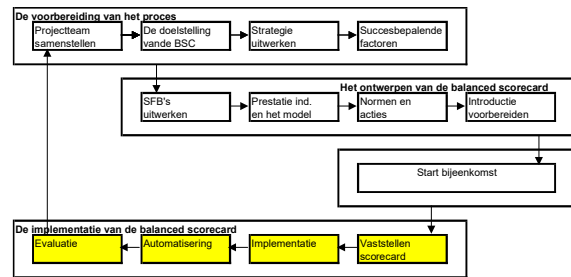 De voorbereiding van het proces
Projectteam
samenstellen
De doelstelling
vande BSC
Strategie
uitwerken
Succesbepalende
factoren
Het ontwerpen van de balanced scorecard
SFB's
uitwerken
Prestatie ind.
en het model
Normen en
acties
Introductie
voorbereiden
Start bijeenkomst
De implementatie van de balanced scorecard
Evaluatie
Automatisering
Implementatie
Vaststellen
scorecard